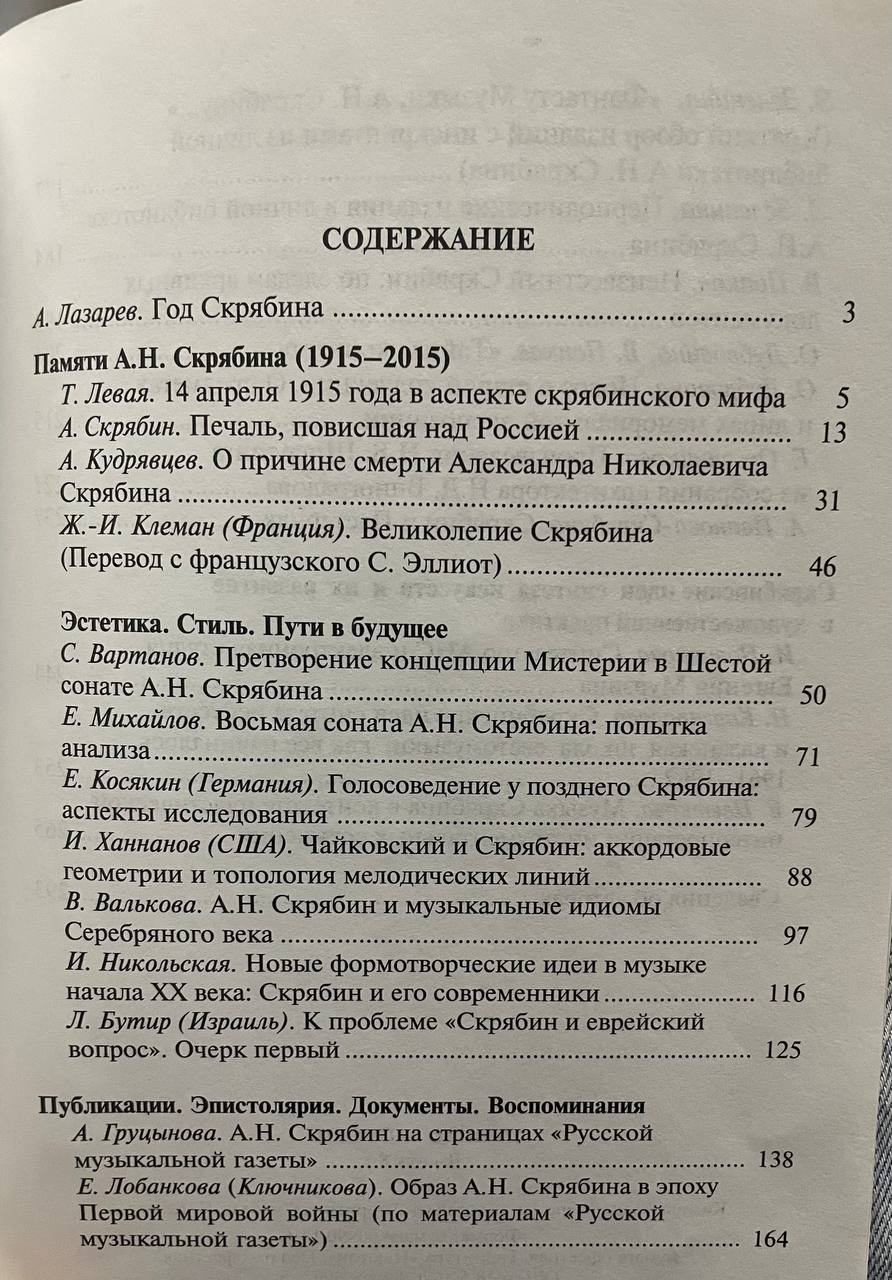 СОДЕРЖАНИЕ
А. Лазарев. Год Скрябина ........ 3
Памяти А.Н. Скрябина (1915–2015)
Т. Левая. 14 апреля 1915 года в аспекте скрябинского мифа 5
А. Скрябин. Печаль, повисшая над Россией ........ 13
А. Кудрявцев. О причине смерти Александра Николаевича
Скрябина ........ 31
Ж.-И. Клеман (Франция). Великолепие Скрябина
(Перевод с французского С. Эллиот) ........ 46
Эстетика. Стиль. Пути в будущее
С. Вартанов. Претворение концепции Мистерии в Шестой
сонате А.Н. Скрябина ........ 50
Е. Михайлов. Восьмая соната А.Н. Скрябина: попытка
анализа ........ 71
Е. Косякин (Германия). Голосоведение у позднего Скрябина:
аспекты исследования ........ 79
И. Ханнанов (США). Чайковский и Скрябин: аккордовые
геометрии и топология мелодических линий ........ 88
В. Валькова. А.Н. Скрябин и музыкальные идиомы
Серебряного века ........ 97
И. Никольская. Новые формотворческие идеи в музыке
начала XX века: Скрябин и его современники ........ 116
Л. Бутир (Израиль). К проблеме «Скрябин и еврейский
вопрос». Очерк первый ........ 125
Публикации. Эпистолярия. Документы. Воспоминания
А. Груцынова. А.Н. Скрябин на страницах «Русской
музыкальной газеты» ........ 138
Е. Лобанкова (Ключникова). Образ А.Н. Скрябина в эпоху
Первой мировой войны (по материалам «Русской
музыкальной газеты») ........ 164